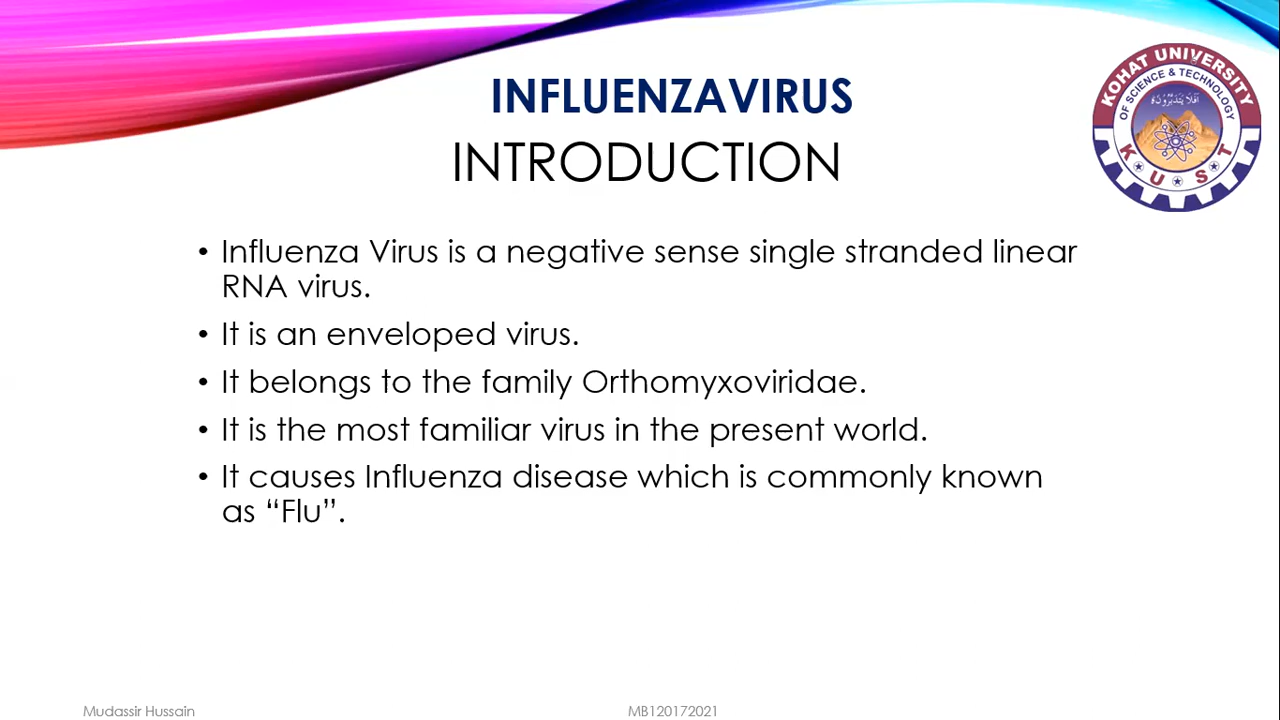 INFLUENZAVIRUS
INTRODUCTION
KOHAT UNIVERSITY
OF SCIENCE & TECHNOLOGY
K U S T
• Influenza Virus is a negative sense single stranded linear
RNA virus.
• It is an enveloped virus.
• It belongs to the family Orthomyxoviridae.
• It is the most familiar virus in the present world.
• It causes Influenza disease which is commonly known
as “Flu”.
Mudassir Hussain
MB120172021